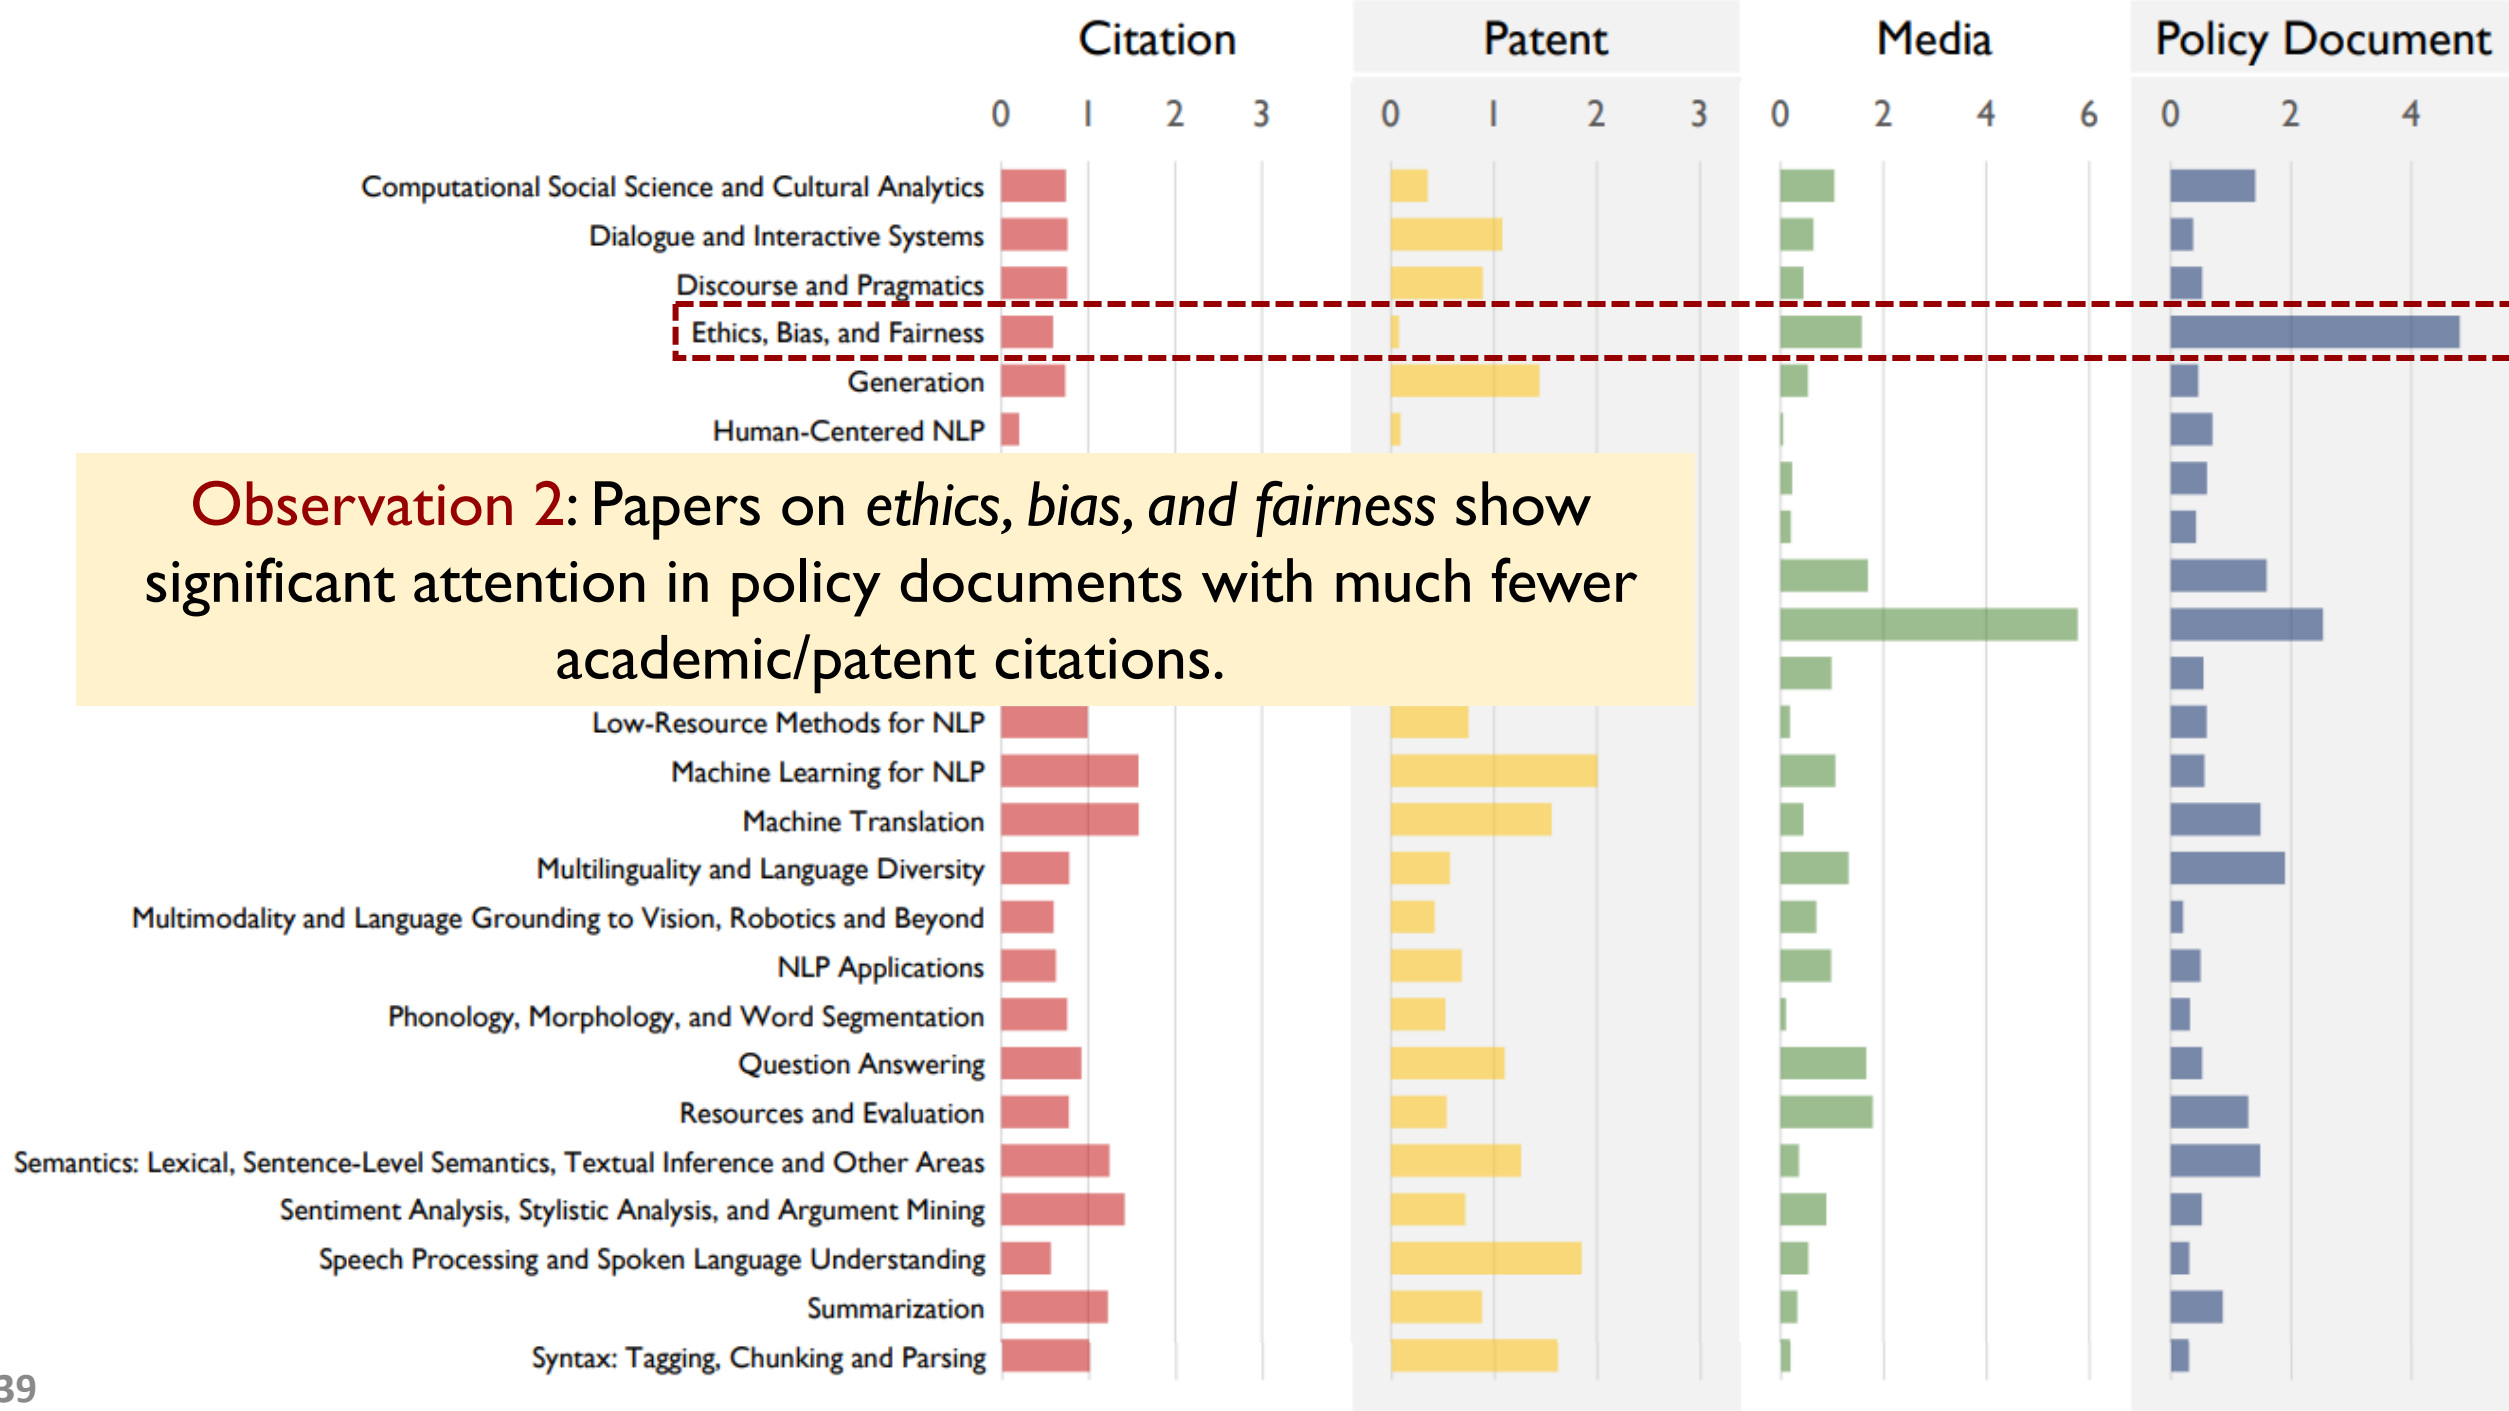 Citation Patent Media Policy Document
0 1 2 3 0 1 2 3 0 2 4 6 0 2 4
Computational Social Science and Cultural Analytics
Dialogue and Interactive Systems
Discourse and Pragmatics
Ethics, Bias, and Fairness
Generation
Human-Centered NLP
Observation 2: Papers on ethics, bias, and fairness show
significant attention in policy documents with much fewer
academic/patent citations.
Low-Resource Methods for NLP
Machine Learning for NLP
Machine Translation
Multilinguality and Language Diversity
Multimodality and Language Grounding to Vision, Robotics and Beyond
NLP Applications
Phonology, Morphology, and Word Segmentation
Question Answering
Resources and Evaluation
Semantics: Lexical, Sentence-Level Semantics, Textual Inference and Other Areas
Sentiment Analysis, Stylistic Analysis, and Argument Mining
Speech Processing and Spoken Language Understanding
Summarization
Syntax: Tagging, Chunking and Parsing
39